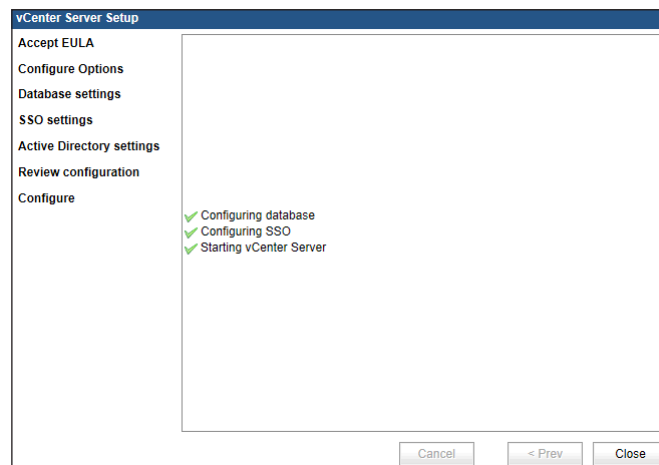 vCenter Server Setup
Accept EULA
Configure Options
Database settings
SSO settings
Active Directory settings
Review configuration
Configure
Configuring database
Configuring SSO
Starting vCenter Server
Cancel
< Prev
Close